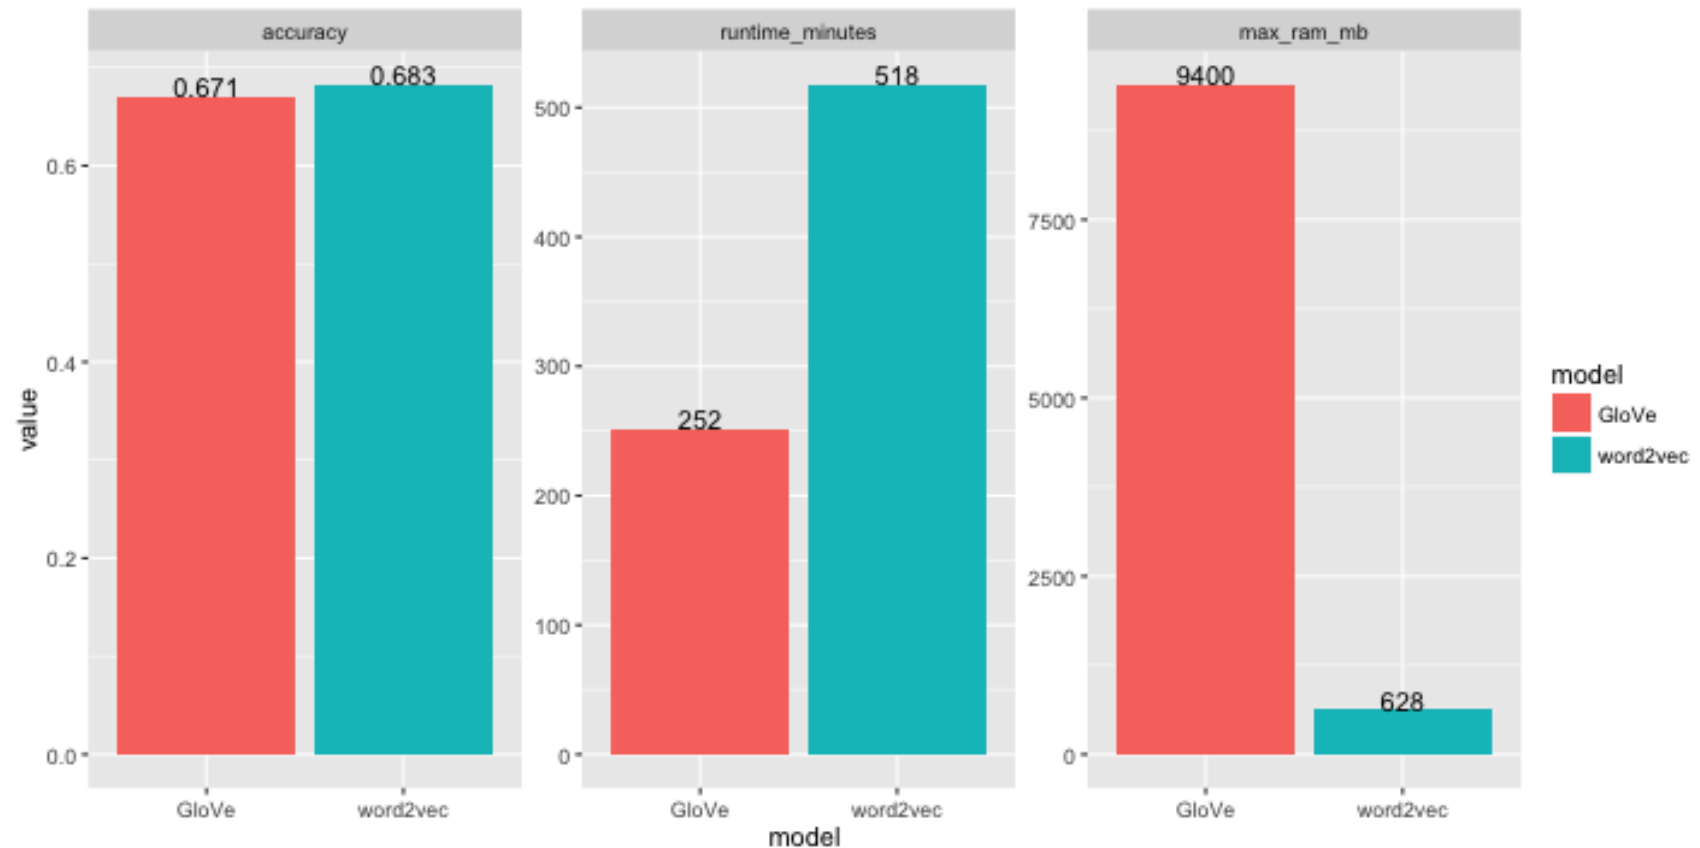 accuracy
runtime_minutes
max_ram_mb
0.671
0.683
252
518
9400
628
0.6
0.4
0.2
0.0
500
400
300
200
100
0
7500
5000
2500
0
value
GloVe
word2vec
GloVe
word2vec
GloVe
word2vec
model
model
GloVe
word2vec